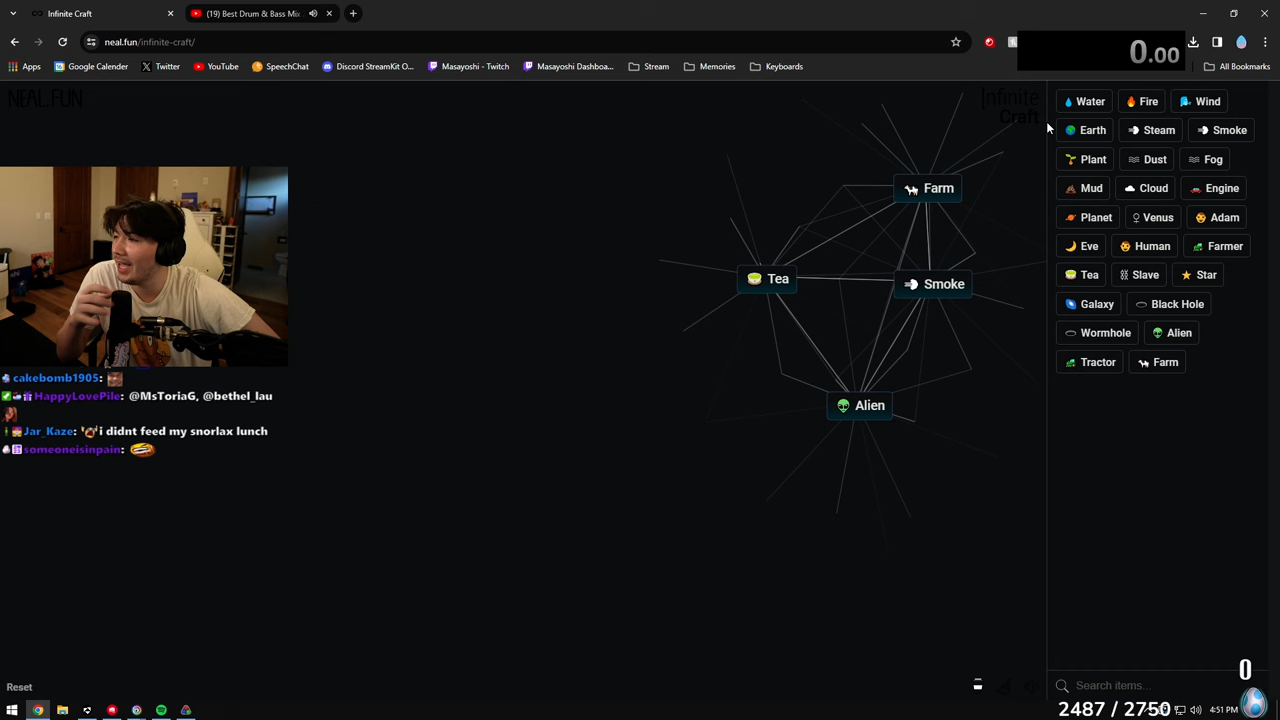 Infinite Craft
(19) Best Drum & Bass Mix
neal.fun/infinite-craft/
0.00
Apps
Google Calender
Twitter
YouTube
SpeechChat
Discord StreamKit O...
Masayoshi - Twitch
Masayoshi Dashboa...
Stream
Memories
Keyboards
All Bookmarks
NEAL.FUN
Infinite
Craft
Water
Fire
Wind
Earth
Steam
Smoke
Plant
Dust
Fog
Mud
Cloud
Engine
Planet
Venus
Adam
Eve
Human
Farmer
Tea
Slave
Star
Galaxy
Black Hole
Wormhole
Alien
Tractor
Farm
Farm
Tea
Smoke
Alien
cakebomb1905:
HappyLovePile: @MsToriaG, @bethel_lau
Jar_Kaze: i didnt feed my snorlax lunch
someoneisinpain:
Reset
Search items...
0
2487 / 2750
4:51 PM